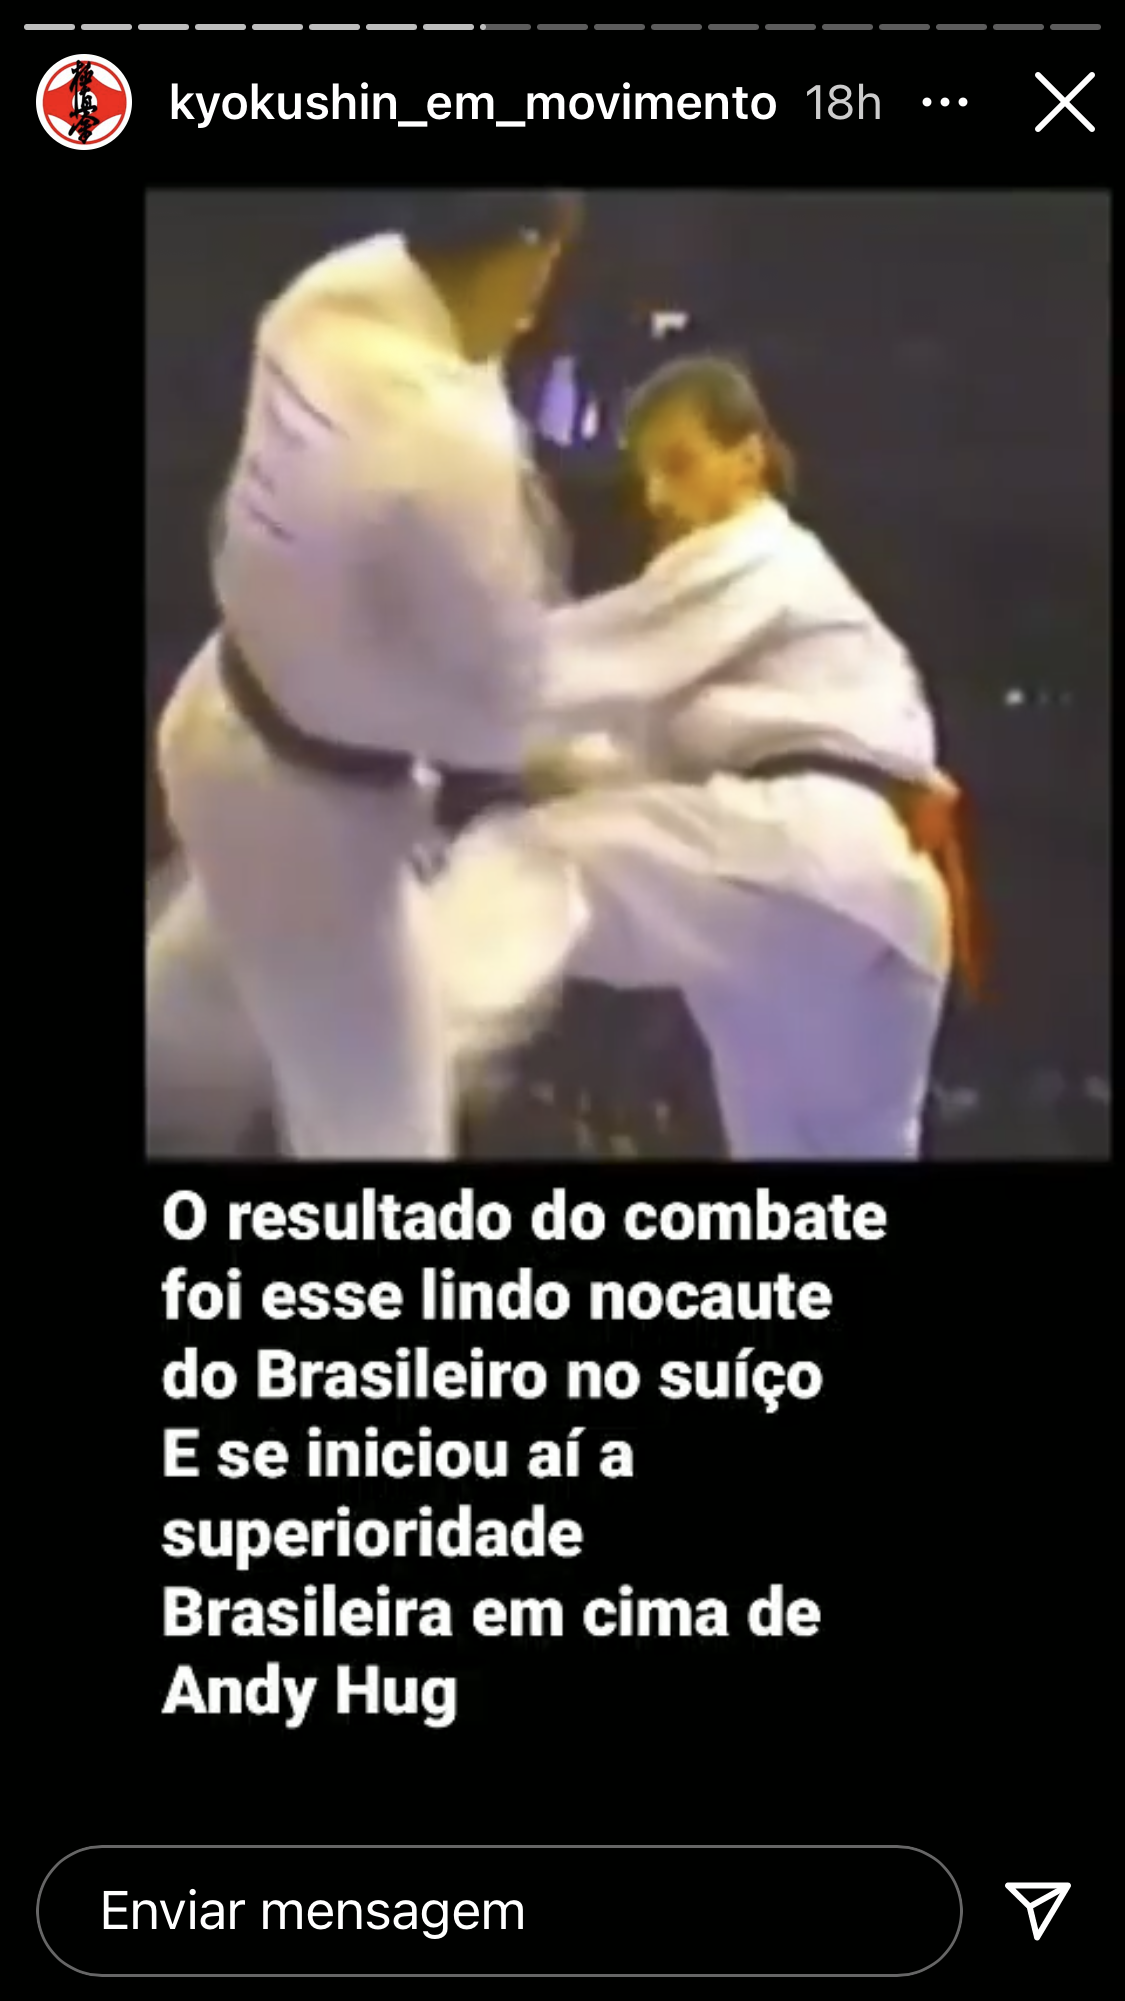 kyokushin_em_movimento 18h
O resultado do combate
foi esse lindo nocaute
do Brasileiro no suíço
E se iniciou aí a
superioridade
Brasileira em cima de
Andy Hug
Enviar mensagem